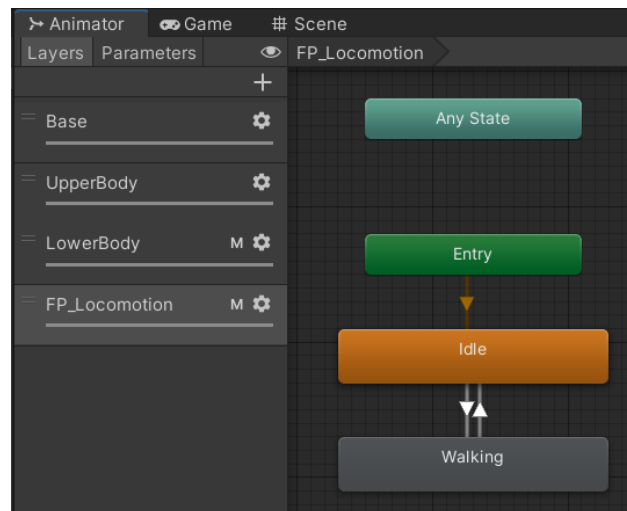 Animator Game Scene
Layers Parameters FP_Locomotion
Base
UpperBody
LowerBody M
FP_Locomotion M
Any State
Entry
Idle
Walking